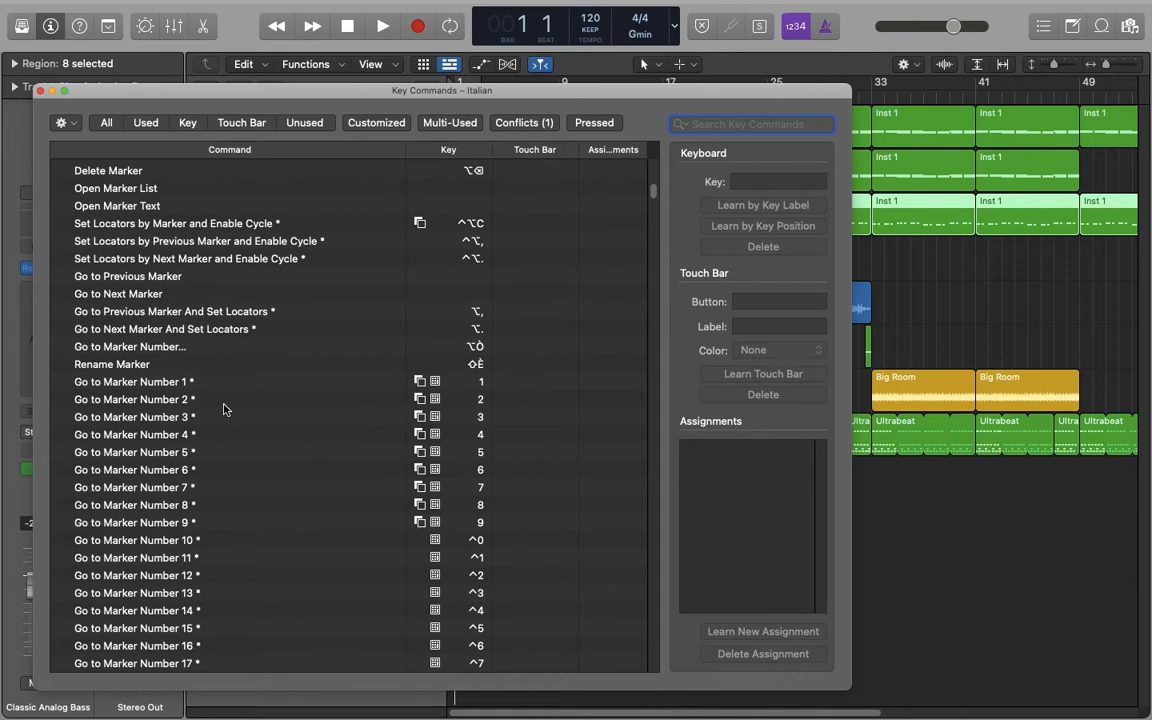 1 1
BAR BEAT
120
KEEP
TEMPO
4/4
Gmin
1234
S
Region: 8 selected
Edit Functions View
1 9 17 25 33 41 49
Key Commands – Italian
All Used Key Touch Bar Unused Customized Multi-Used Conflicts (1) Pressed
Search Key Commands
Command Key Touch Bar Assi...ments
Delete Marker ⌥⌫
Open Marker List
Open Marker Text
Set Locators by Marker and Enable Cycle * ^⌥C
Set Locators by Previous Marker and Enable Cycle * ^⌥,
Set Locators by Next Marker and Enable Cycle * ^⌥.
Go to Previous Marker
Go to Next Marker
Go to Previous Marker And Set Locators * ⌥,
Go to Next Marker And Set Locators * ⌥.
Go to Marker Number... ⌥Ò
Rename Marker ⇧È
Go to Marker Number 1 * 1
Go to Marker Number 2 * 2
Go to Marker Number 3 * 3
Go to Marker Number 4 * 4
Go to Marker Number 5 * 5
Go to Marker Number 6 * 6
Go to Marker Number 7 * 7
Go to Marker Number 8 * 8
Go to Marker Number 9 * 9
Go to Marker Number 10 * ^0
Go to Marker Number 11 * ^1
Go to Marker Number 12 * ^2
Go to Marker Number 13 * ^3
Go to Marker Number 14 * ^4
Go to Marker Number 15 * ^5
Go to Marker Number 16 * ^6
Go to Marker Number 17 * ^7
Keyboard
Key:
Learn by Key Label
Learn by Key Position
Delete
Touch Bar
Button:
Label:
Color: None
Learn Touch Bar
Delete
Assignments
Learn New Assignment
Delete Assignment
Inst 1 Inst 1 Inst 1
Inst 1 Inst 1
Inst 1 Inst 1 Inst 1
Big Room Big Room
Ultra Ultrabeat Ultrabeat Ultra Ultrabeat
Classic Analog Bass Stereo Out